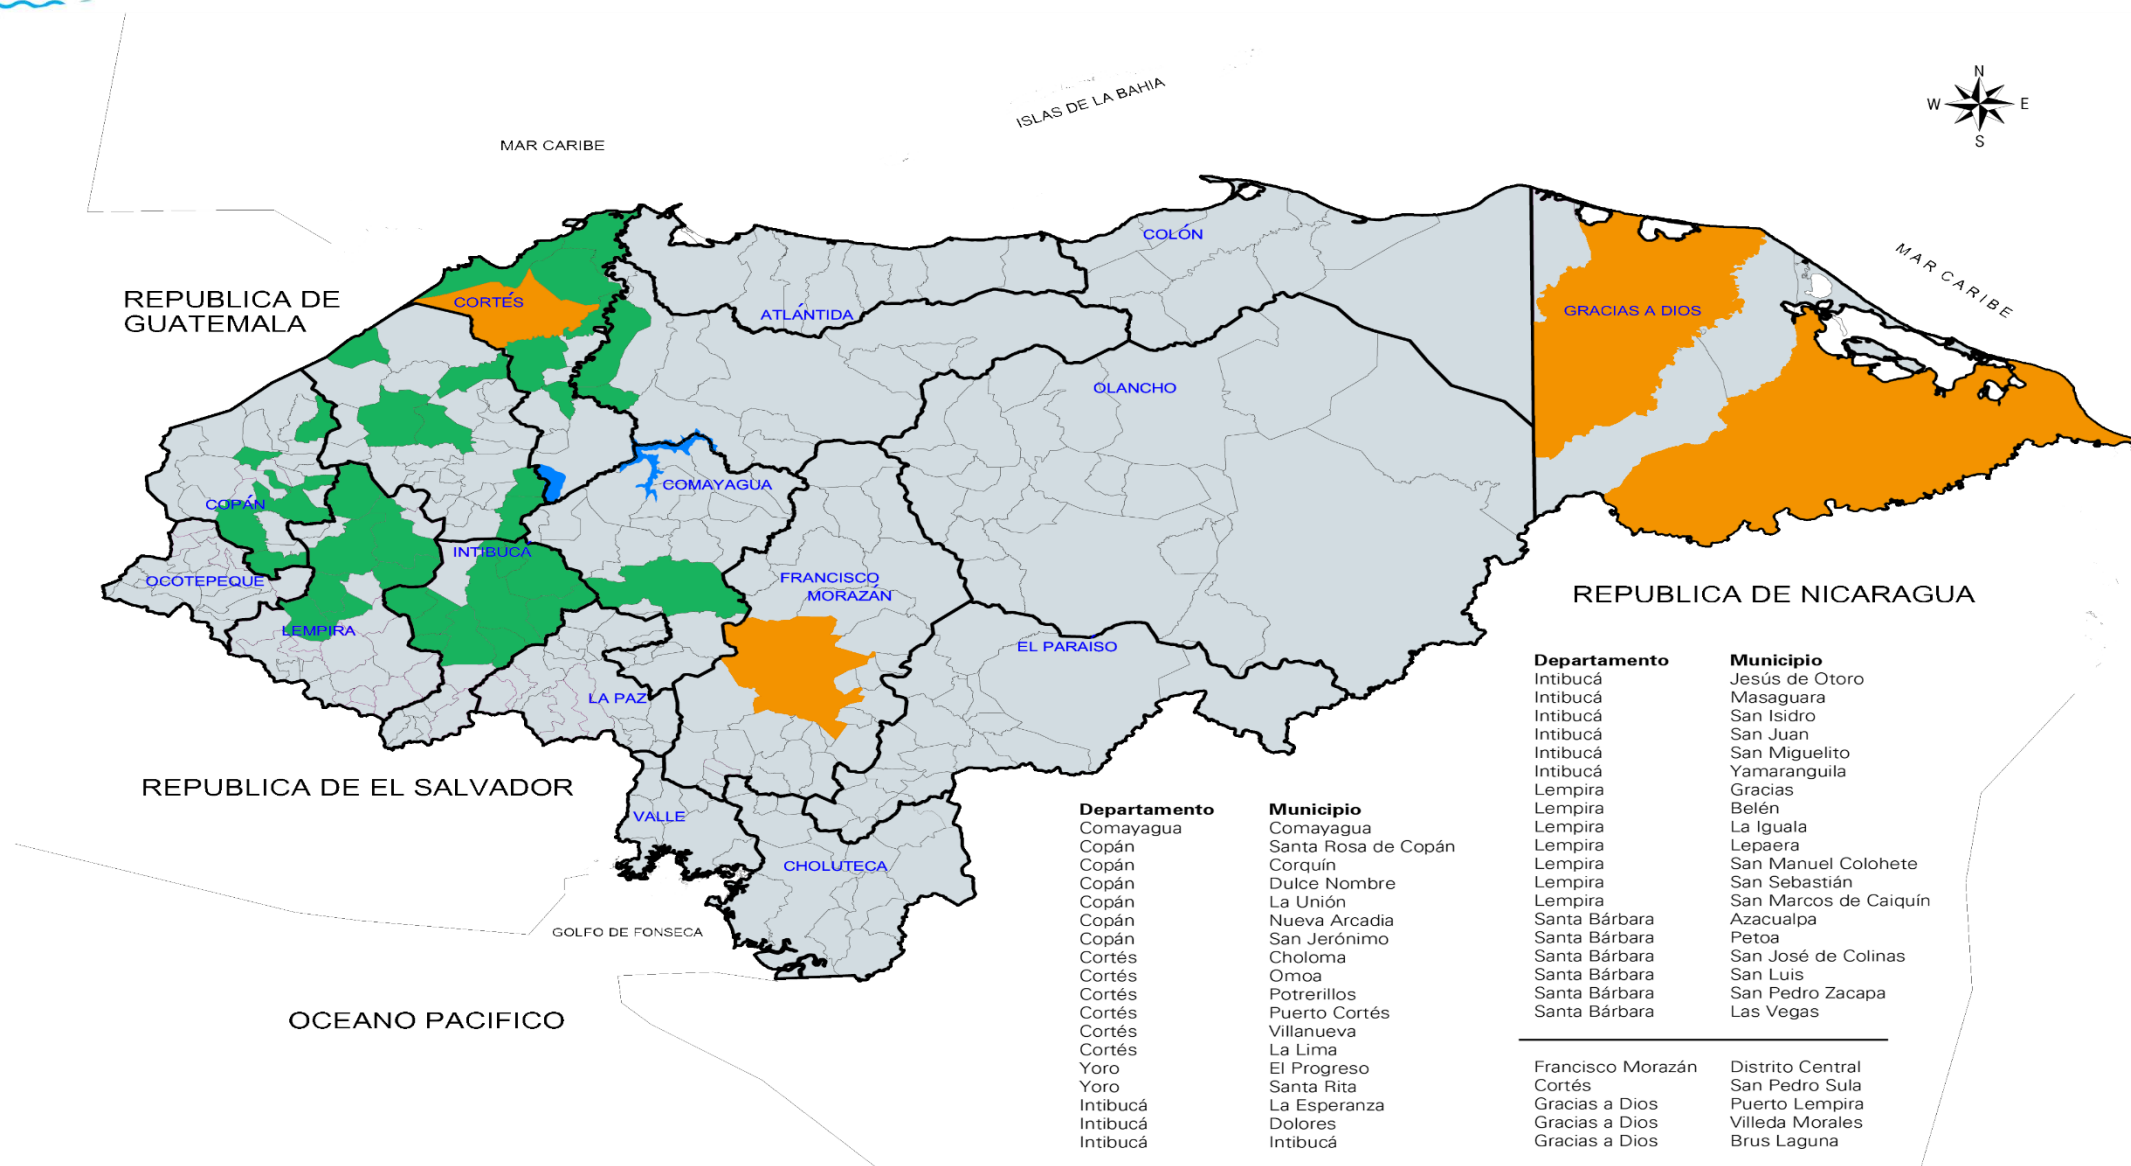 ISLAS DE LA BAHIA
N
W E
S
MAR CARIBE
COLÓN
MAR CARIBE
REPUBLICA DE
GUATEMALA
CORTÉS
ATLÁNTIDA
GRACIAS A DIOS
OLANCHO
COMAYAGUA
COPÁN
INTIBUCÁ
OCOTEPEQUE
FRANCISCO
MORAZÁN
REPUBLICA DE NICARAGUA
LEMPIRA
EL PARAISO
LA PAZ
REPUBLICA DE EL SALVADOR
VALLE
CHOLUTECA
GOLFO DE FONSECA
OCEANO PACIFICO
Departamento Municipio
Comayagua Comayagua
Copán Santa Rosa de Copán
Copán Corquín
Copán Dulce Nombre
Copán La Unión
Copán Nueva Arcadia
Copán San Jerónimo
Cortés Choloma
Cortés Omoa
Cortés Potrerillos
Cortés Puerto Cortés
Cortés Villanueva
Cortés La Lima
Yoro El Progreso
Yoro Santa Rita
Intibucá La Esperanza
Intibucá Dolores
Intibucá Intibucá
Departamento Municipio
Intibucá Jesús de Otoro
Intibucá Masaguara
Intibucá San Isidro
Intibucá San Juan
Intibucá San Miguelito
Intibucá Yamaranguila
Lempira Gracias
Lempira Belén
Lempira La Iguala
Lempira Lepaera
Lempira San Manuel Colohete
Lempira San Sebastián
Lempira San Marcos de Caiquín
Santa Bárbara Azacualpa
Santa Bárbara Petoa
Santa Bárbara San José de Colinas
Santa Bárbara San Luis
Santa Bárbara San Pedro Zacapa
Santa Bárbara Las Vegas
Francisco Morazán Distrito Central
Cortés San Pedro Sula
Gracias a Dios Puerto Lempira
Gracias a Dios Villeda Morales
Gracias a Dios Brus Laguna